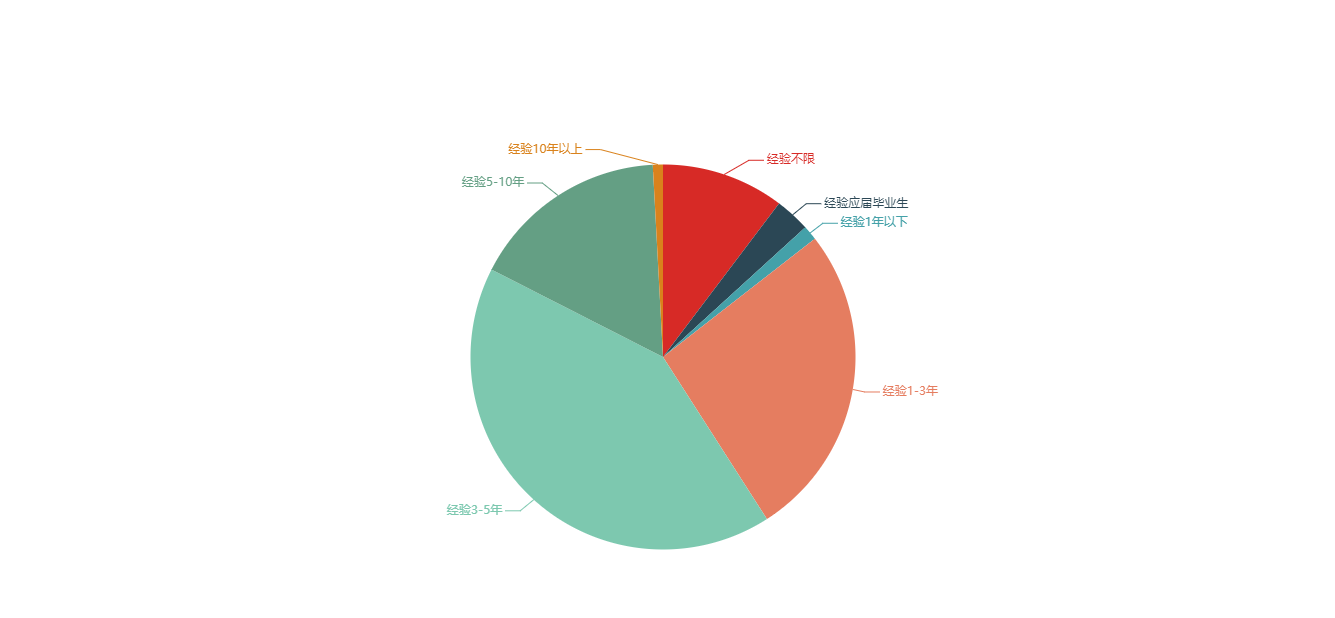 经验10年以上
经验不限
经验5-10年
经验应届毕业生
经验1年以下
经验1-3年
经验3-5年